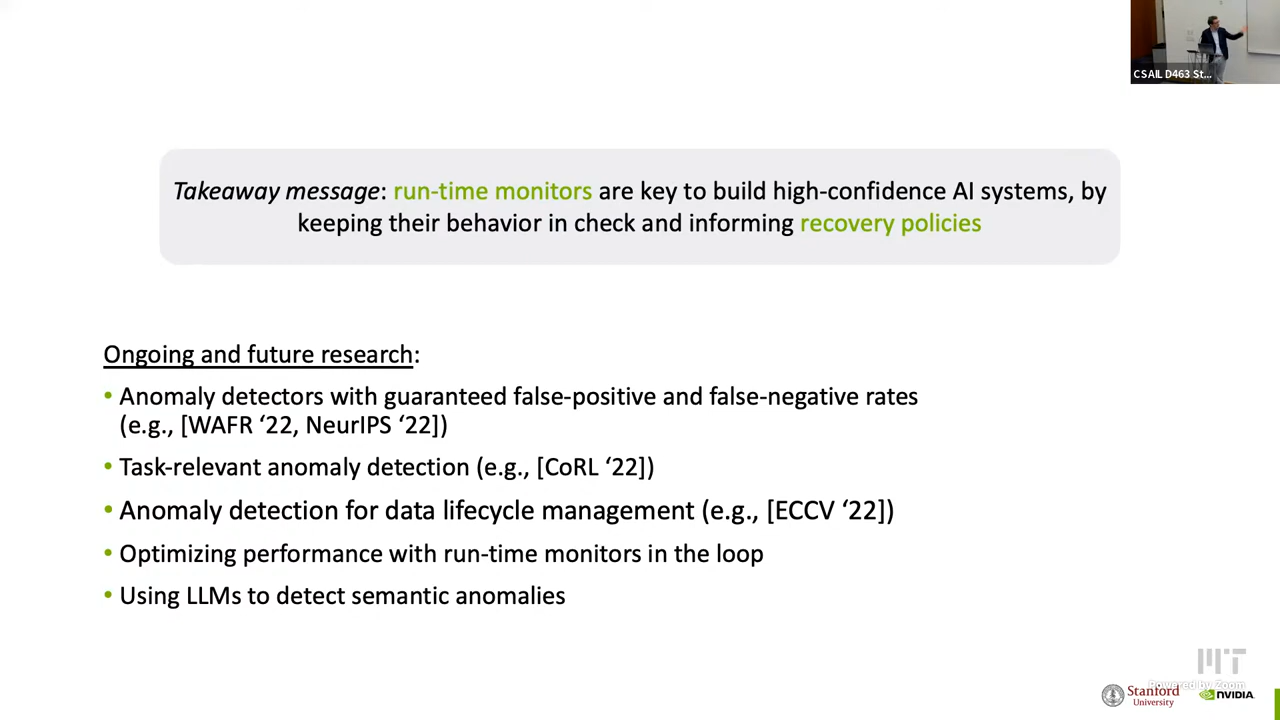 CSAIL D463 St...
Takeaway message: run-time monitors are key to build high-confidence AI systems, by
keeping their behavior in check and informing recovery policies
Ongoing and future research:
• Anomaly detectors with guaranteed false-positive and false-negative rates
(e.g., [WAFR ‘22, NeurIPS ‘22])
• Task-relevant anomaly detection (e.g., [CoRL ‘22])
• Anomaly detection for data lifecycle management (e.g., [ECCV ‘22])
• Optimizing performance with run-time monitors in the loop
• Using LLMs to detect semantic anomalies
MIT
Powered by Zoom
Stanford
University
NVIDIA